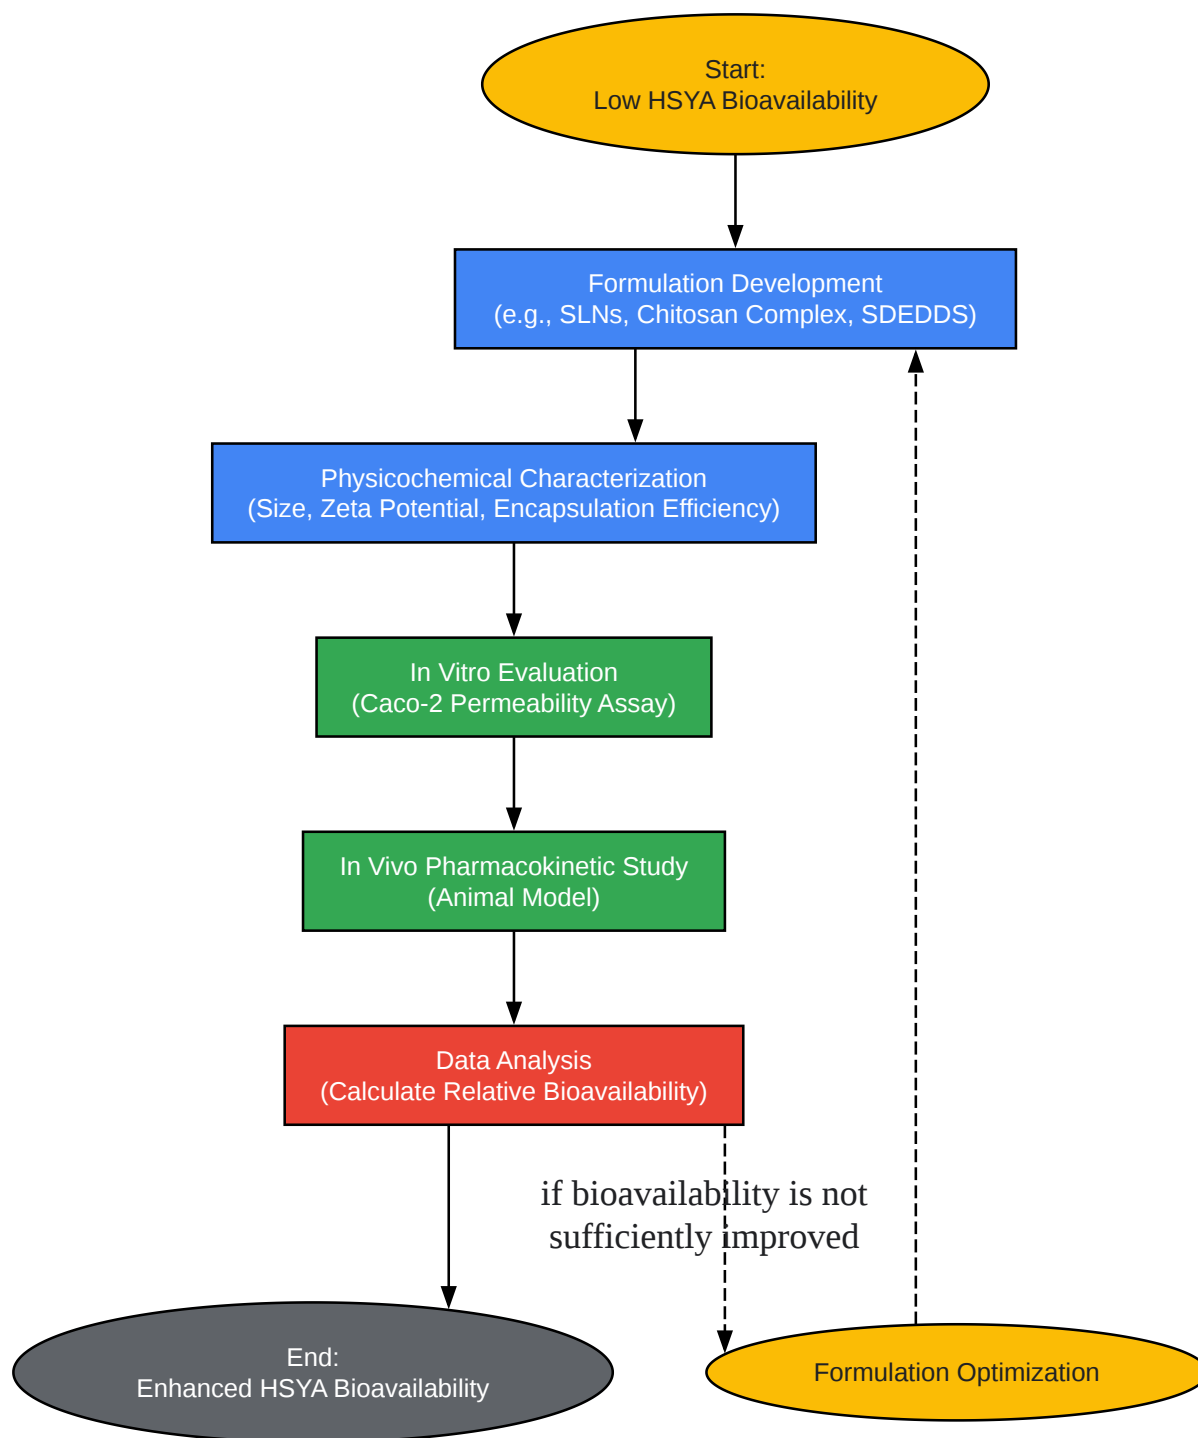 Start:
Low HSYA Bioavailability
Formulation Development
(e.g., SLNs, Chitosan Complex, SDEDDS)
Physicochemical Characterization
(Size, Zeta Potential, Encapsulation Efficiency)
In Vitro Evaluation
(Caco-2 Permeability Assay)
In Vivo Pharmacokinetic Study
(Animal Model)
Data Analysis
(Calculate Relative Bioavailability)
if bioavailability is not
sufficiently improved
End:
Enhanced HSYA Bioavailability
Formulation Optimization